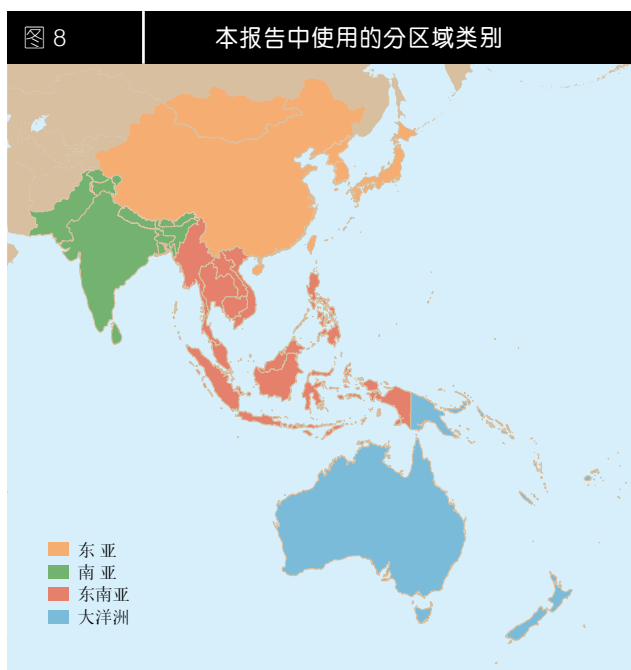 图 8
本报告中使用的分区域类别
东 亚
南 亚
东南亚
大洋洲